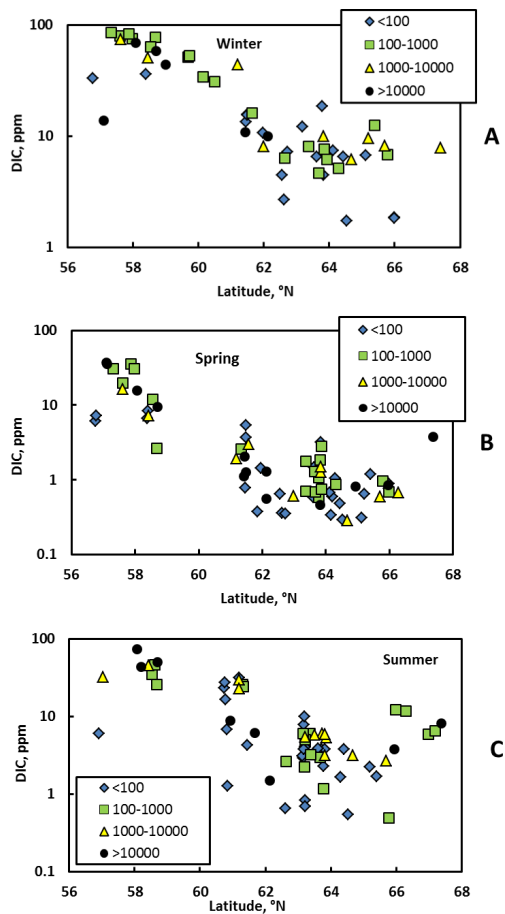 Winter
<100
100-1000
1000-10000
>10000
A
DIC, ppm
100
10
1
56 58 60 62 64 66 68
Latitude, °N
Spring
<100
100-1000
1000-10000
>10000
B
DIC, ppm
100
10
1
0.1
56 58 60 62 64 66 68
Latitude, °N
Summer
<100
100-1000
1000-10000
>10000
C
DIC, ppm
100
10
1
0.1
56 58 60 62 64 66 68
Latitude, °N